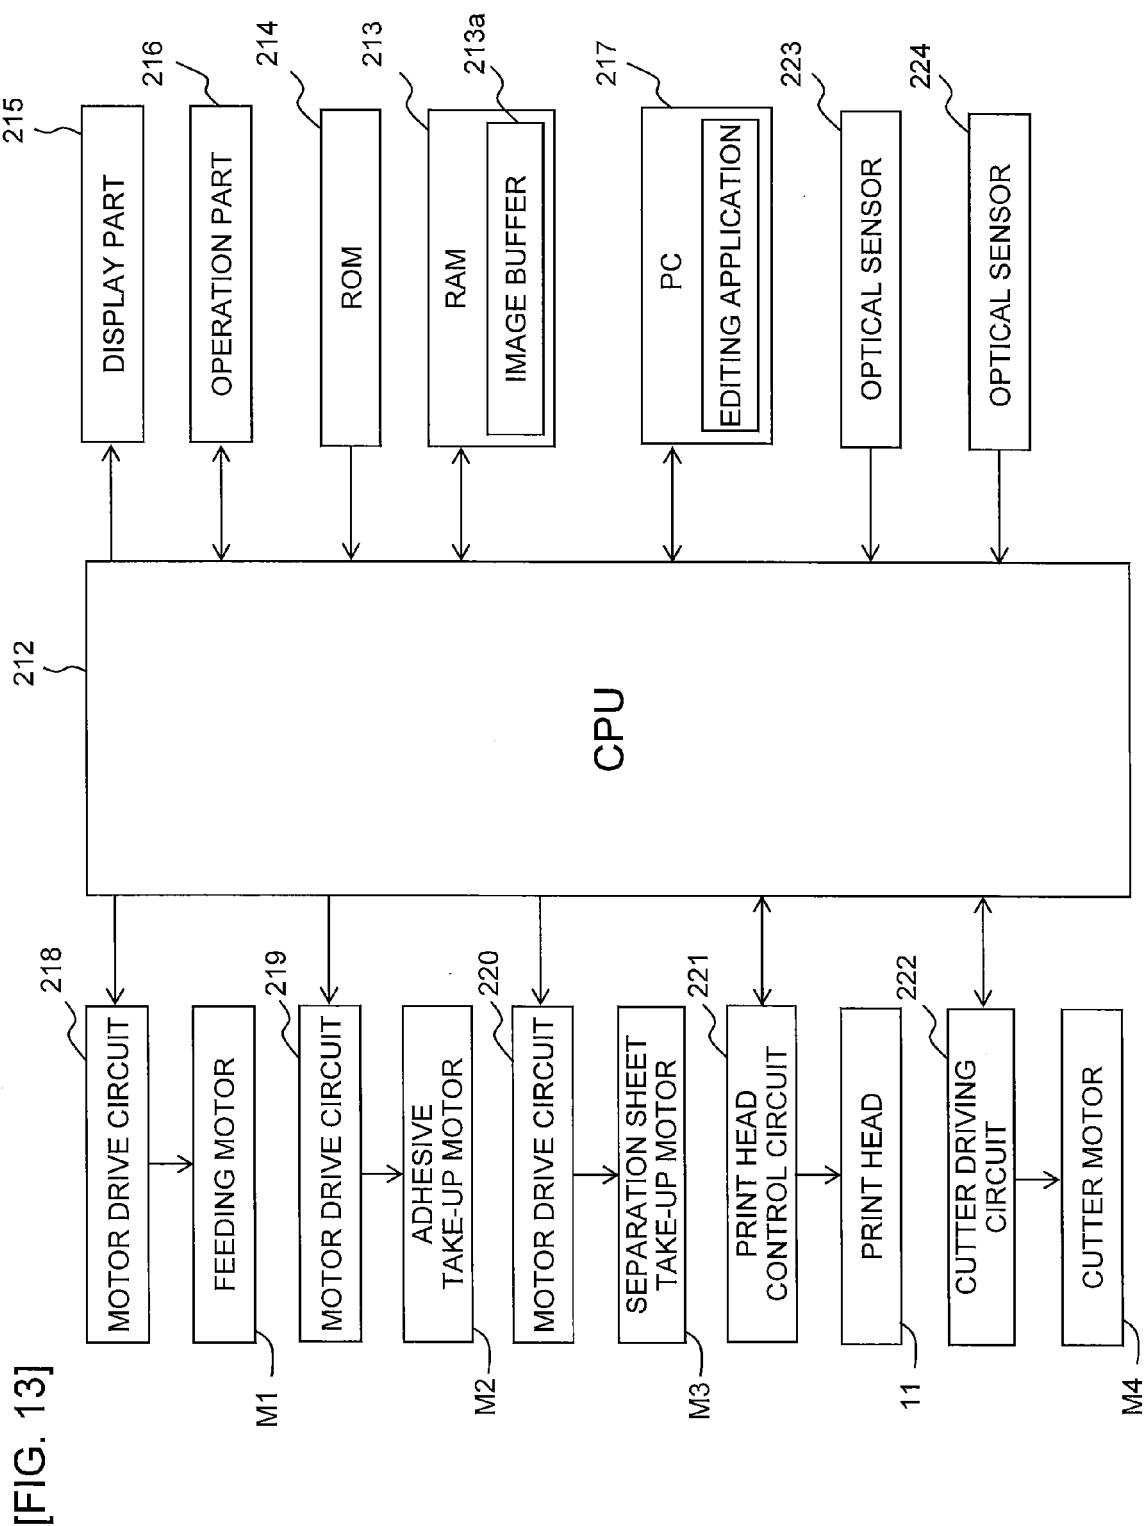 [FIG. 13]
218
MOTOR DRIVE CIRCUIT
FEEDING MOTOR
M1
219
MOTOR DRIVE CIRCUIT
ADHESIVE
TAKE-UP MOTOR
M2
220
MOTOR DRIVE CIRCUIT
SEPARATION SHEET
TAKE-UP MOTOR
M3
221
PRINT HEAD
CONTROL CIRCUIT
PRINT HEAD
11
222
CUTTER DRIVING
CIRCUIT
CUTTER MOTOR
M4
212
CPU
215
DISPLAY PART
216
OPERATION PART
214
ROM
213
RAM
213a
IMAGE BUFFER
217
PC
EDITING APPLICATION
223
OPTICAL SENSOR
224
OPTICAL SENSOR